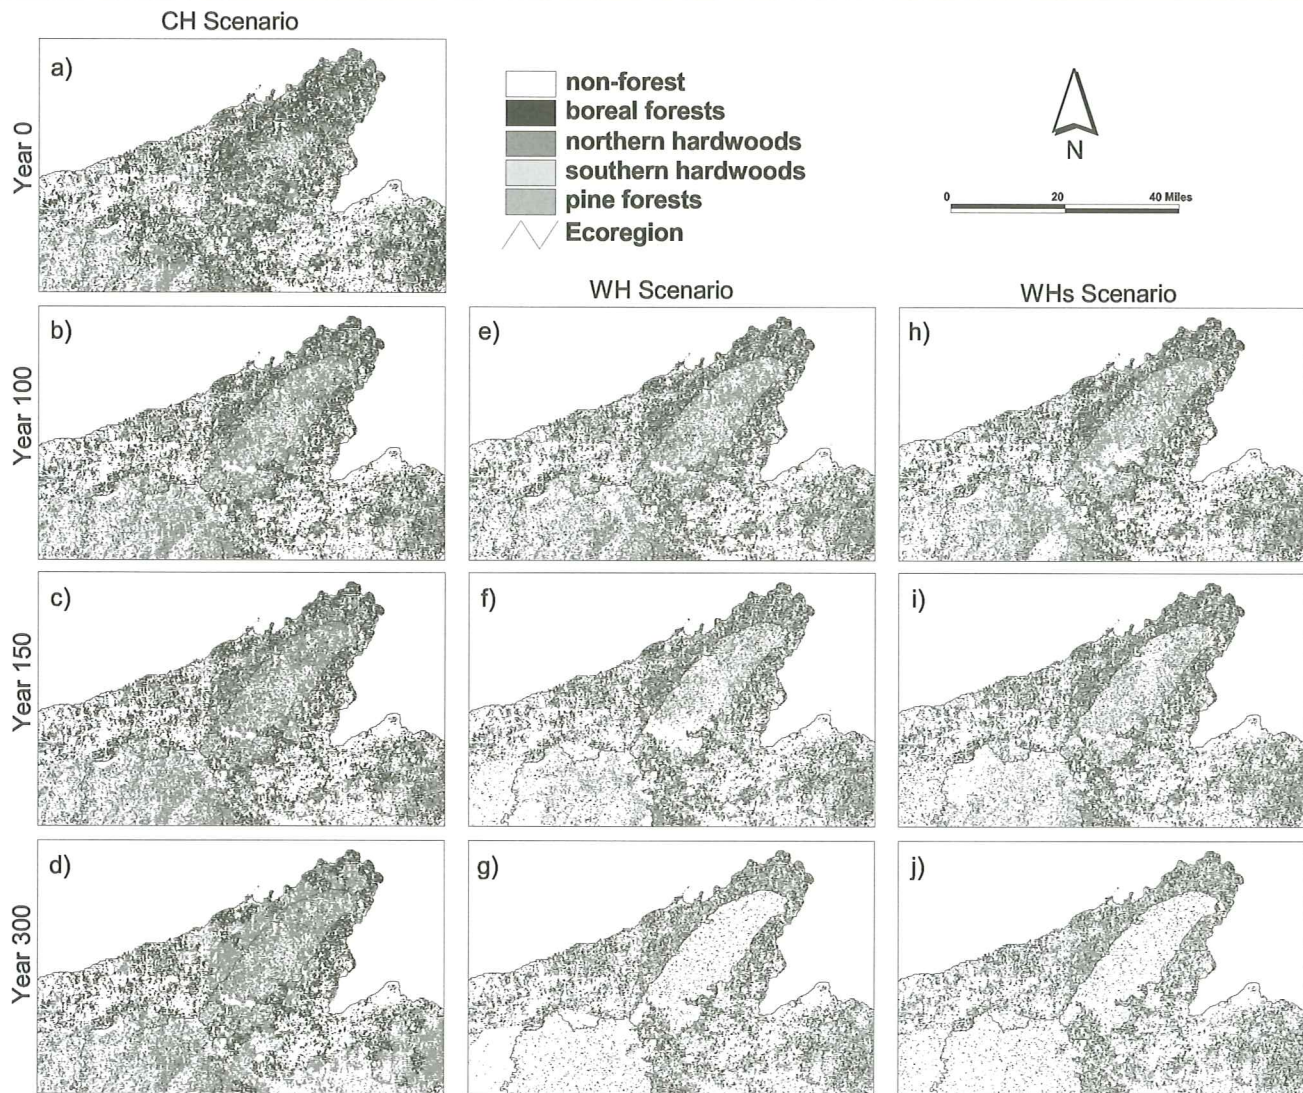 CH Scenario
a)
Year 0
non-forest
boreal forests
northern hardwoods
southern hardwoods
pine forests
Ecoregion
N
0 20 40 Miles
WH Scenario
WHs Scenario
b)
e)
h)
Year 100
c)
f)
i)
Year 150
d)
g)
j)
Year 300